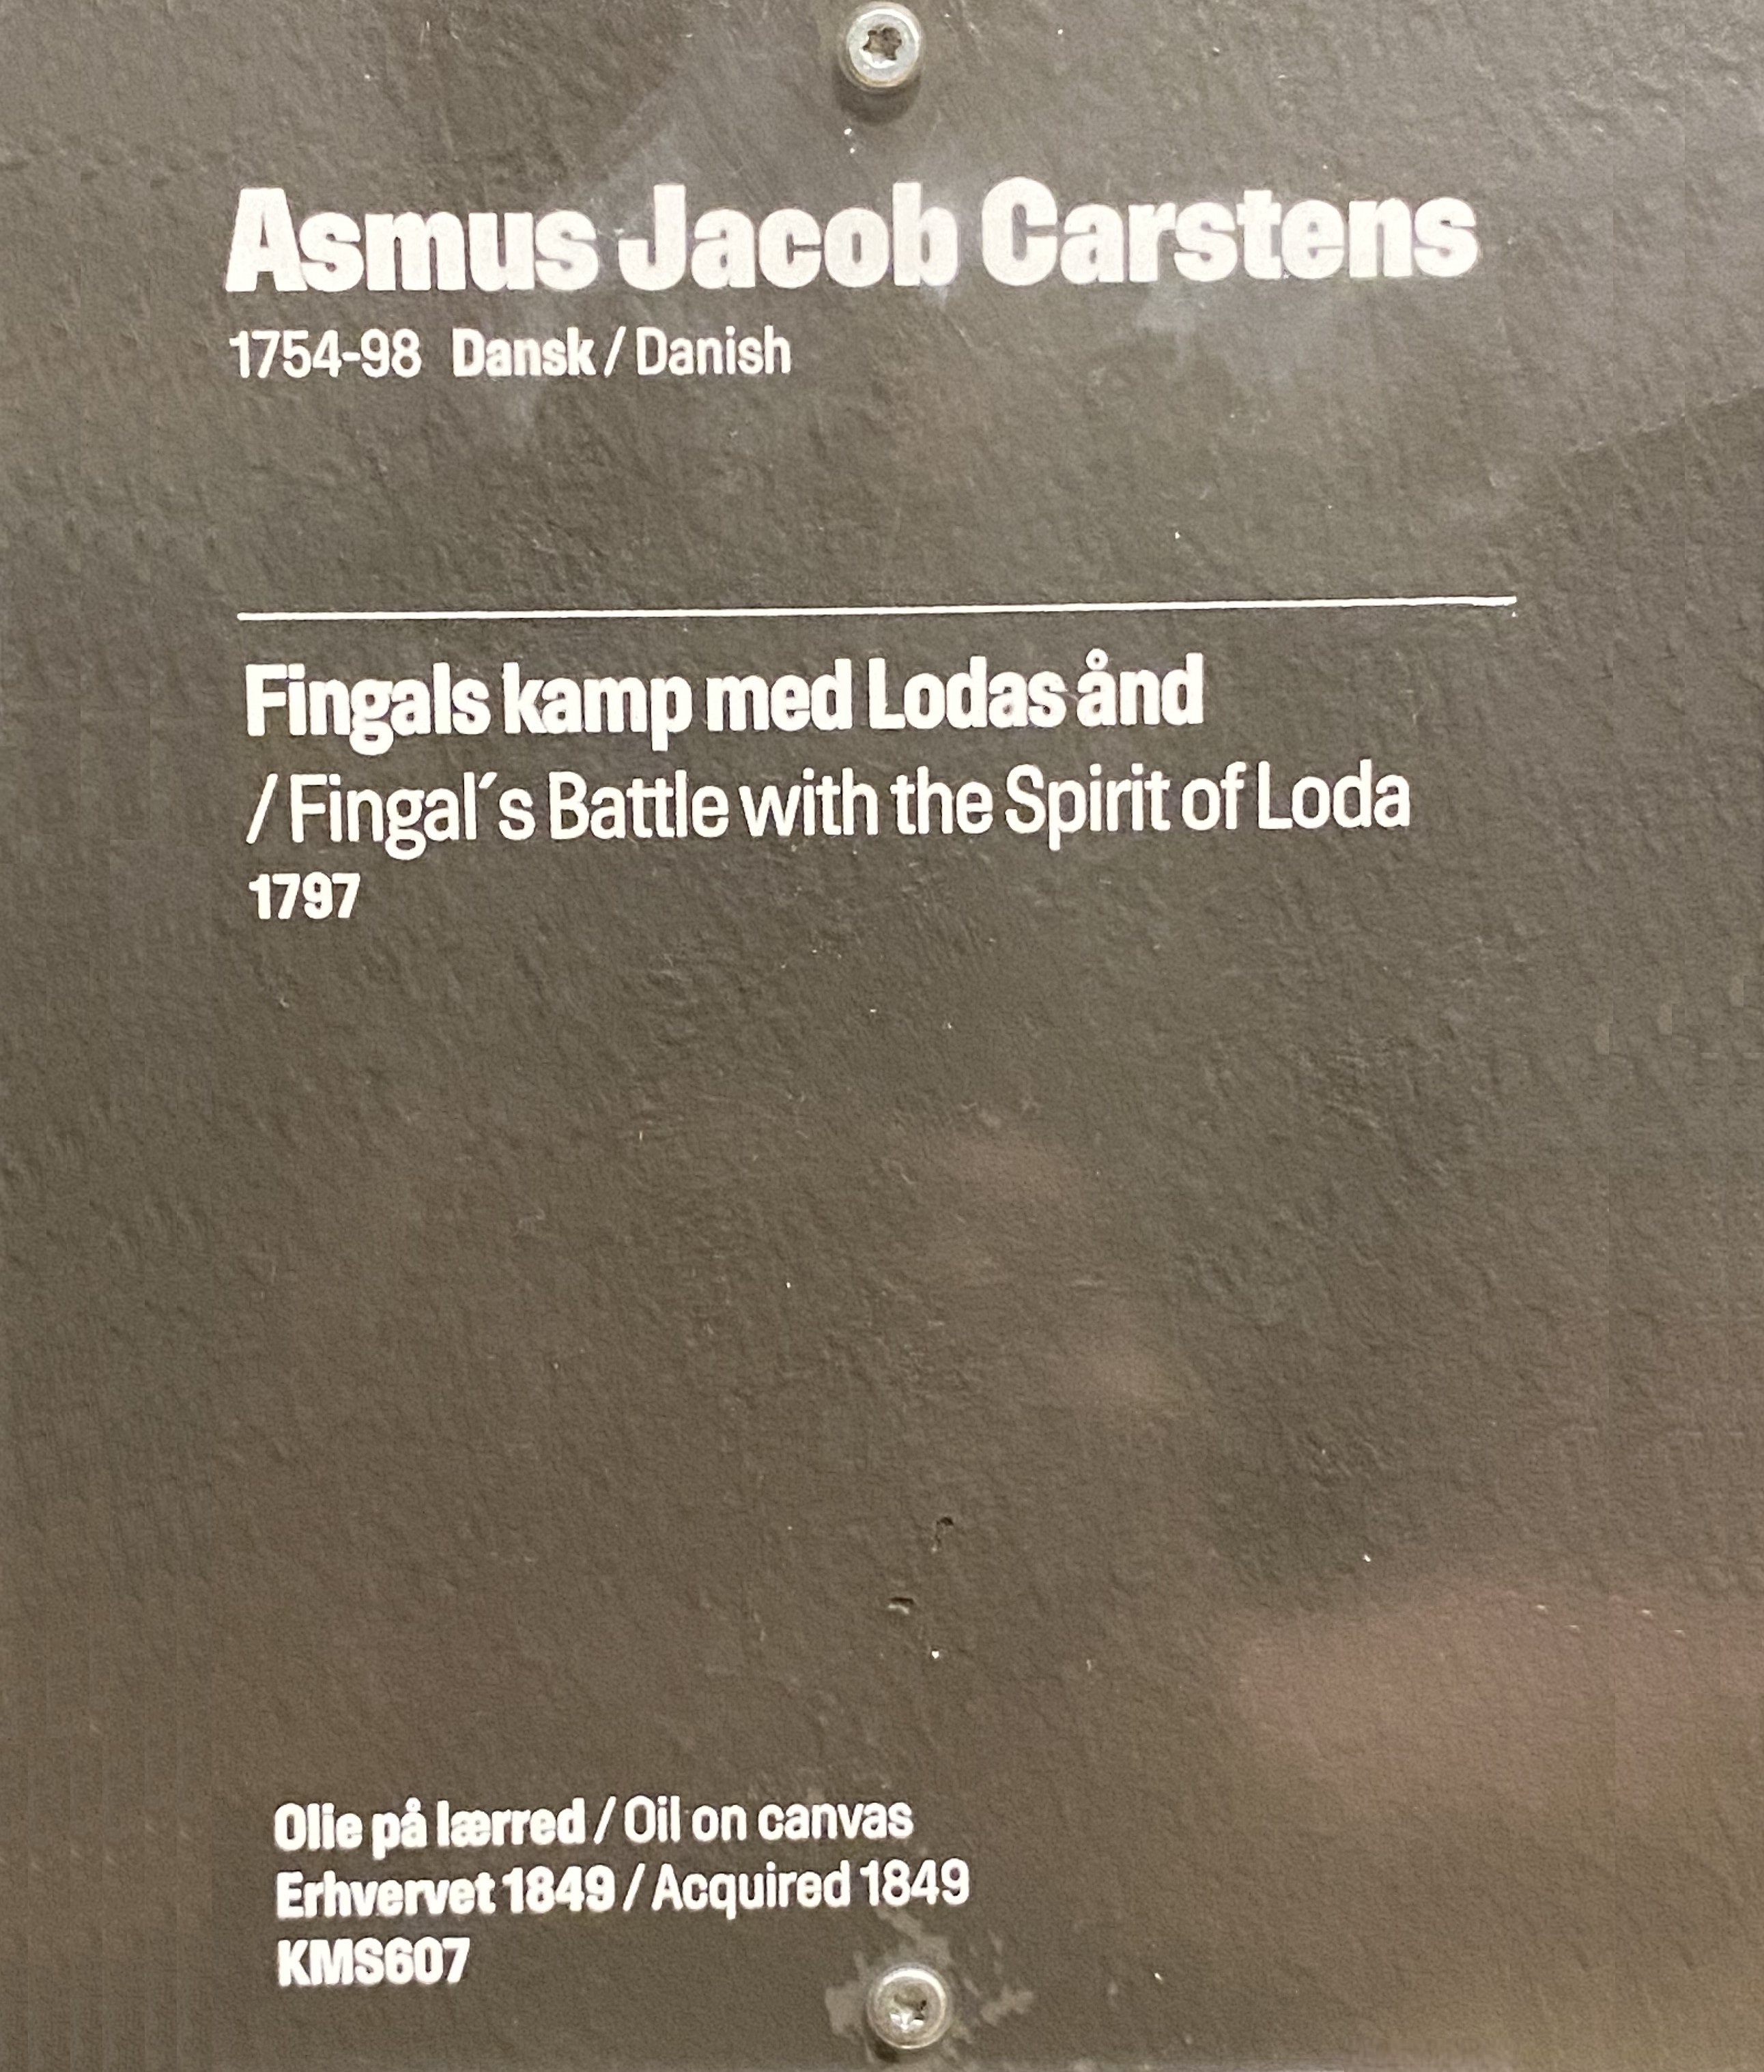 Asmus Jacob Carstens
1754-98 Dansk / Danish
Fingals kamp med Lodas ånd
/ Fingal´s Battle with the Spirit of Loda
1797
Olie på lærred / Oil on canvas
Erhvervet 1849 / Acquired 1849
KMS607